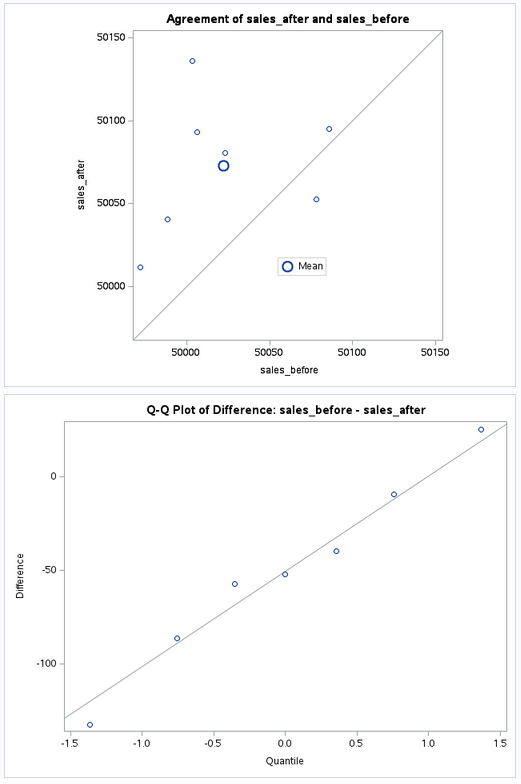 Agreement of sales_after and sales_before
50150
50100
50050
50000
sales_after
Mean
50000 50050 50100 50150
sales_before
Q-Q Plot of Difference: sales_before - sales_after
0
-50
-100
Difference
-1.5 -1.0 -0.5 0.0 0.5 1.0 1.5
Quantile